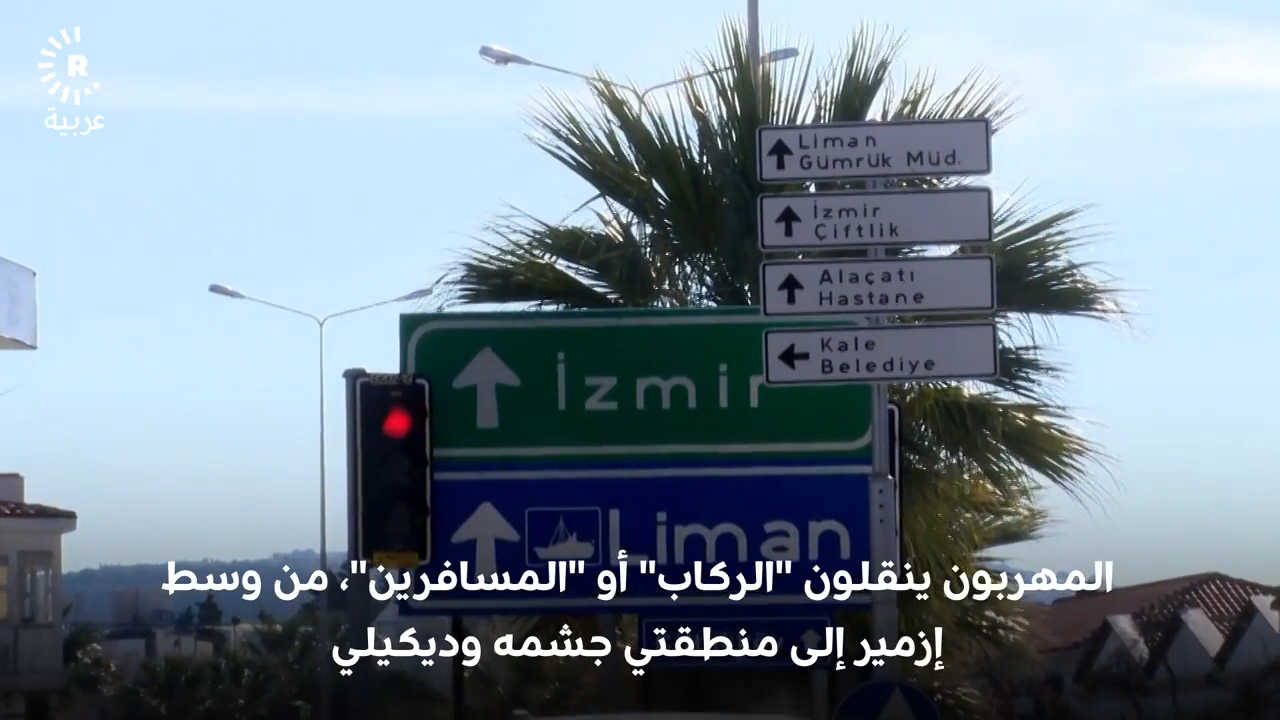 R
عربية
Liman
Gümrük Müd.
İzmir
Çiftlik
Alaçatı
Hastane
Kale
Belediye
İzmir
Liman
المهربون ينقلون "الركاب" أو "المسافرين"، من وسط
إزمير إلى منطقتي جشمه وديكيلي